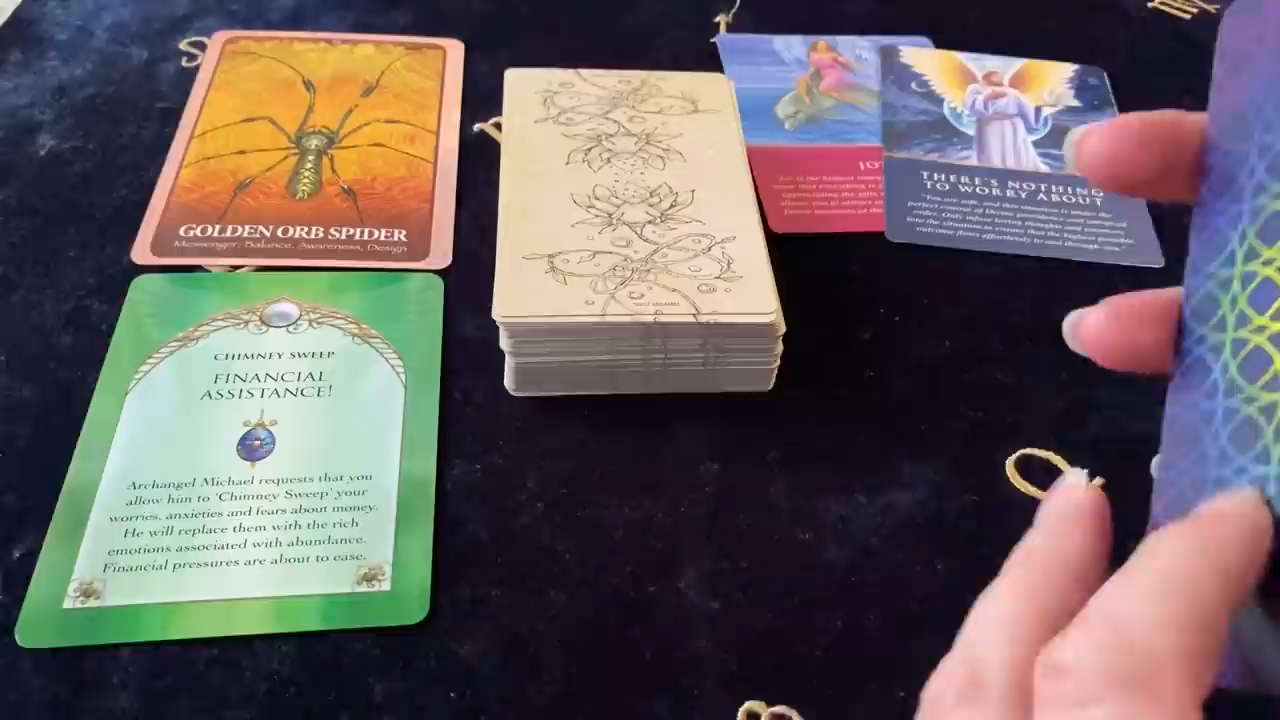 GOLDEN ORB SPIDER
Messenger, Balance, Awareness, Design
CHIMNEY SWEEP
FINANCIAL
ASSISTANCE!
Archangel Michael requests that you
allow him to 'Chimney Sweep' your
worries, anxieties and fears about money.
He will replace them with the rich
emotions associated with abundance.
Financial pressures are about to ease.
JO
THERE'S NOTHING
TO WORRY ABOUT
"You are safe, and this situation is under the
perfect control of Divine providence and universal
order. Only infuse loving thoughts and prayers
into the situation to ensure that the highest possible
outcome flows effortlessly to and through you."